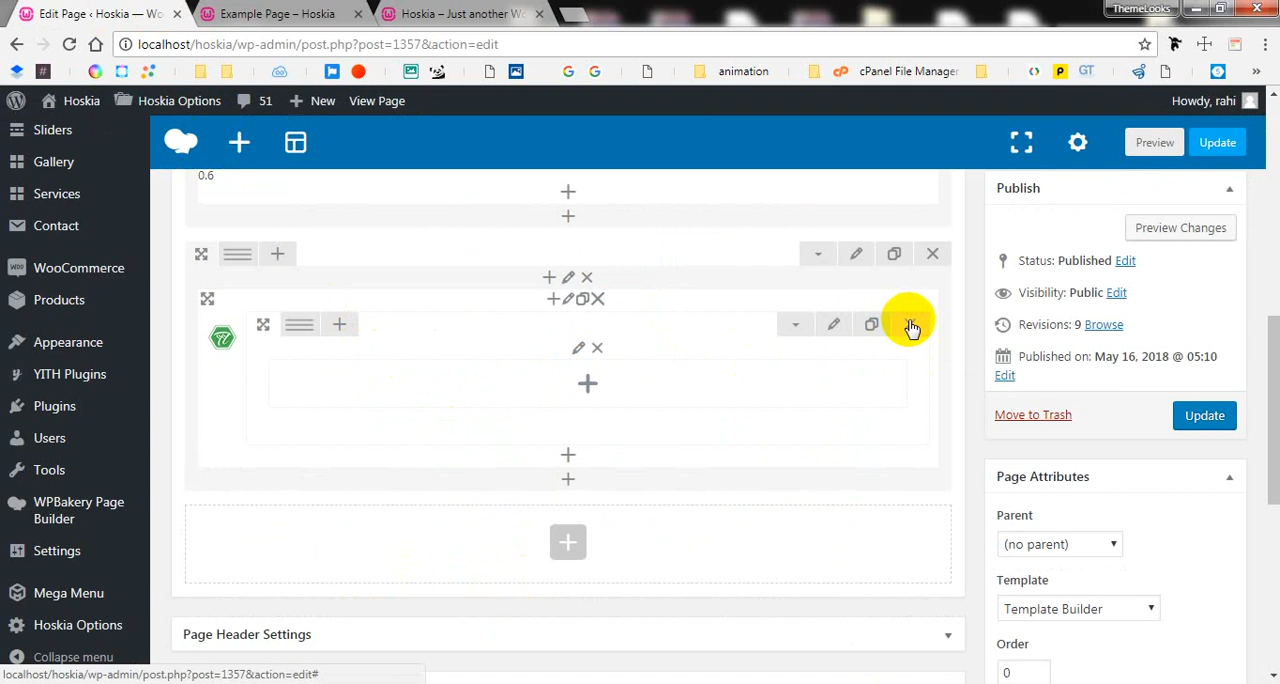 Edit Page ‹ Hoskia — Wo
Example Page – Hoskia
Hoskia – Just another Wo
ThemeLooks
localhost/hoskia/wp-admin/post.php?post=1357&action=edit
animation
cPanel File Manager
GT
Hoskia
Hoskia Options
51
New
View Page
Howdy, rahi
Sliders
Gallery
Services
Contact
WooCommerce
Products
Appearance
YITH Plugins
Plugins
Users
Tools
WPBakery Page
Builder
Settings
Mega Menu
Hoskia Options
Collapse menu
Preview
Update
0.6
Publish
Preview Changes
Status: Published Edit
Visibility: Public Edit
Revisions: 9 Browse
Published on: May 16, 2018 @ 05:10
Edit
Move to Trash
Update
Page Attributes
Parent
(no parent)
Template
Template Builder
Order
0
Page Header Settings
localhost/hoskia/wp-admin/post.php?post=1357&action=edit#